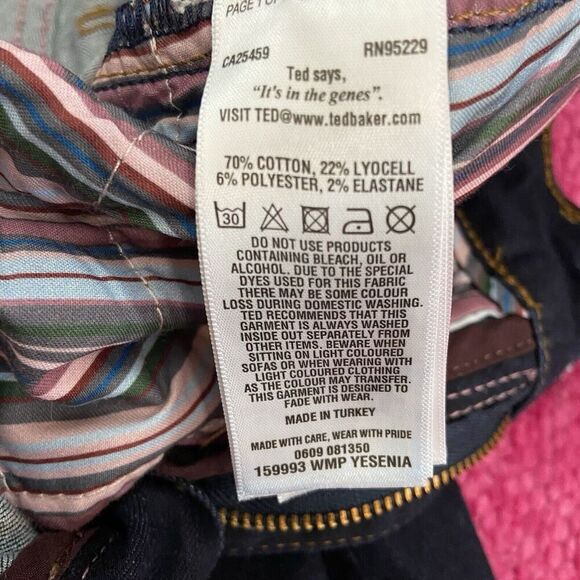 PAGE 1 OF
CA25459 RN95229
Ted says,
"It's in the genes".
VISIT TED@www.tedbaker.com
70% COTTON, 22% LYOCELL
6% POLYESTER, 2% ELASTANE
30
DO NOT USE PRODUCTS
CONTAINING BLEACH, OIL OR
ALCOHOL. DUE TO THE SPECIAL
DYES USED FOR THIS FABRIC
THERE MAY BE SOME COLOUR
LOSS DURING DOMESTIC WASHING.
TED RECOMMENDS THAT THIS
GARMENT IS ALWAYS WASHED
INSIDE OUT SEPARATELY FROM
OTHER ITEMS. BEWARE WHEN
SITTING ON LIGHT COLOURED
SOFAS OR WHEN WEARING WITH
LIGHT COLOURED CLOTHING
AS THE COLOUR MAY TRANSFER.
THIS GARMENT IS DESIGNED TO
FADE WITH WEAR.
MADE IN TURKEY
MADE WITH CARE, WEAR WITH PRIDE
0609 081350
159993 WMP YESENIA